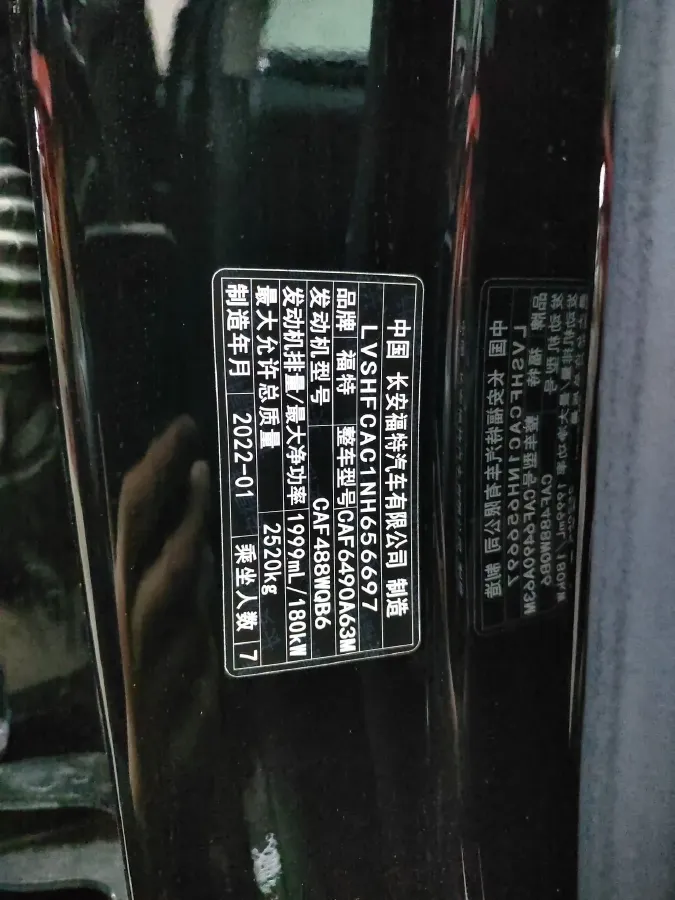 中国 长安福特汽车有限公司 制造
LVSHFCAC1NH656697
品牌 福特 整车型号 CAF6490A63M
发动机型号 CAF488WQB6
发动机排量/最大净功率 1999mL/180kW
最大允许总质量 2520kg
制造年月 2022-01 乘坐人数 7